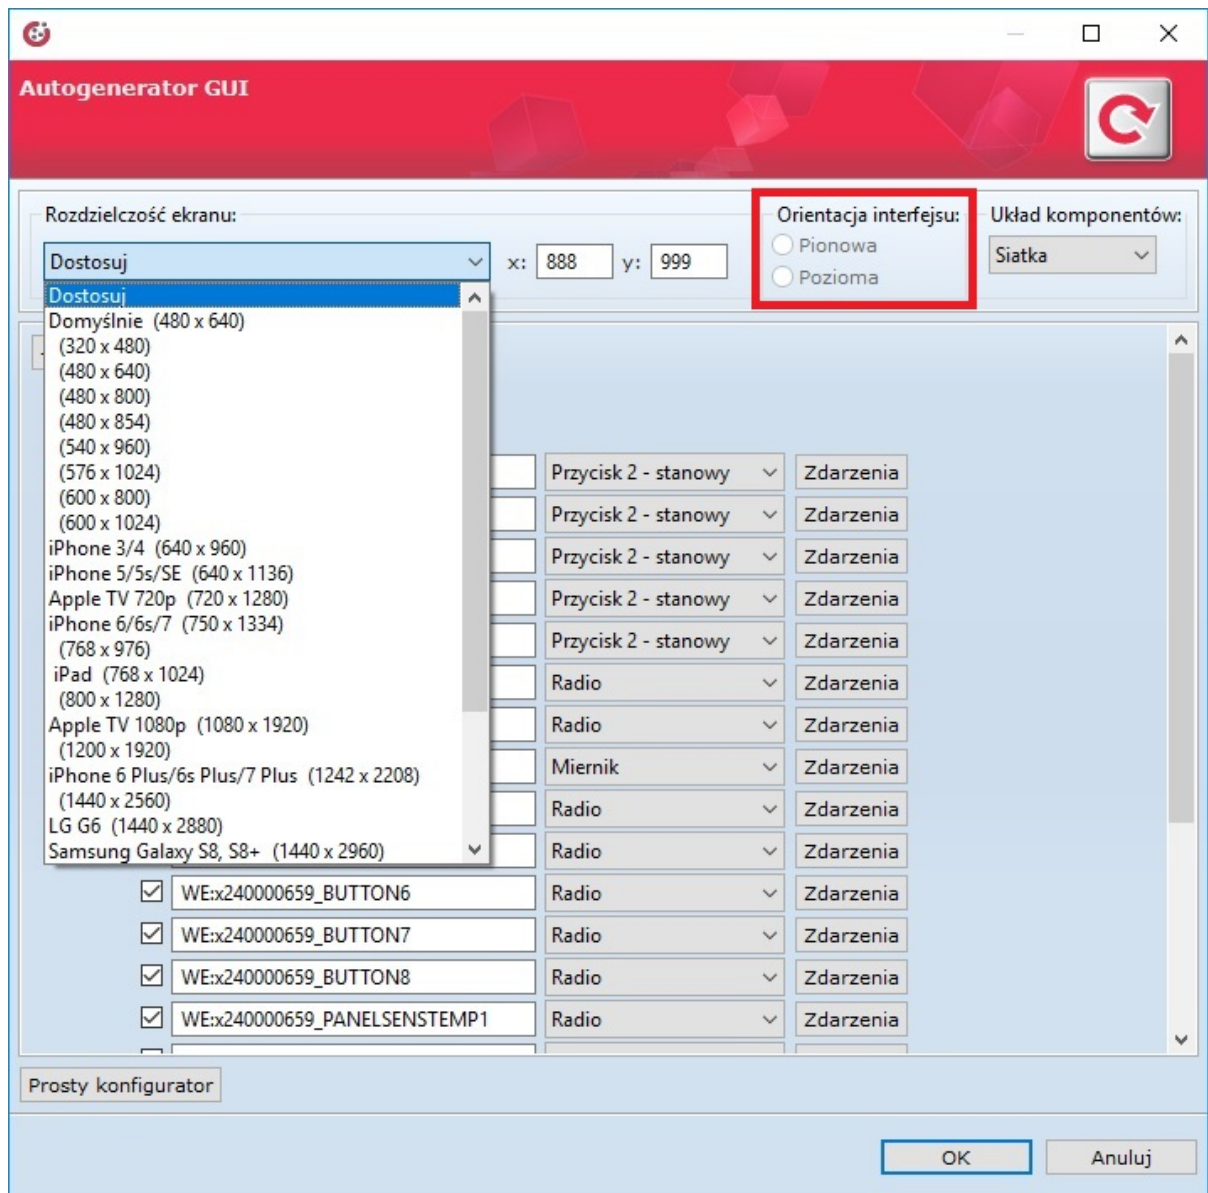 Autogenerator GUI
Rozdzielczość ekranu:
Orientacja interfejsu:
Układ komponentów:
Dostosuj
x:
888
y:
999
Pionowa
Pozioma
Siatka
Dostosuj
Domyślnie (480 x 640)
(320 x 480)
(480 x 640)
(480 x 800)
(480 x 854)
(540 x 960)
(576 x 1024)
(600 x 800)
(600 x 1024)
iPhone 3/4 (640 x 960)
iPhone 5/5s/SE (640 x 1136)
Apple TV 720p (720 x 1280)
iPhone 6/6s/7 (750 x 1334)
(768 x 976)
iPad (768 x 1024)
(800 x 1280)
Apple TV 1080p (1080 x 1920)
(1200 x 1920)
iPhone 6 Plus/6s Plus/7 Plus (1242 x 2208)
(1440 x 2560)
LG G6 (1440 x 2880)
Samsung Galaxy S8, S8+ (1440 x 2960)
Przycisk 2 - stanowy Zdarzenia
Przycisk 2 - stanowy Zdarzenia
Przycisk 2 - stanowy Zdarzenia
Przycisk 2 - stanowy Zdarzenia
Przycisk 2 - stanowy Zdarzenia
Radio Zdarzenia
Radio Zdarzenia
Miernik Zdarzenia
Radio Zdarzenia
Radio Zdarzenia
WE:x240000659_BUTTON6 Radio Zdarzenia
WE:x240000659_BUTTON7 Radio Zdarzenia
WE:x240000659_BUTTON8 Radio Zdarzenia
WE:x240000659_PANELSENSTEMP1 Radio Zdarzenia
Prosty konfigurator
OK
Anuluj